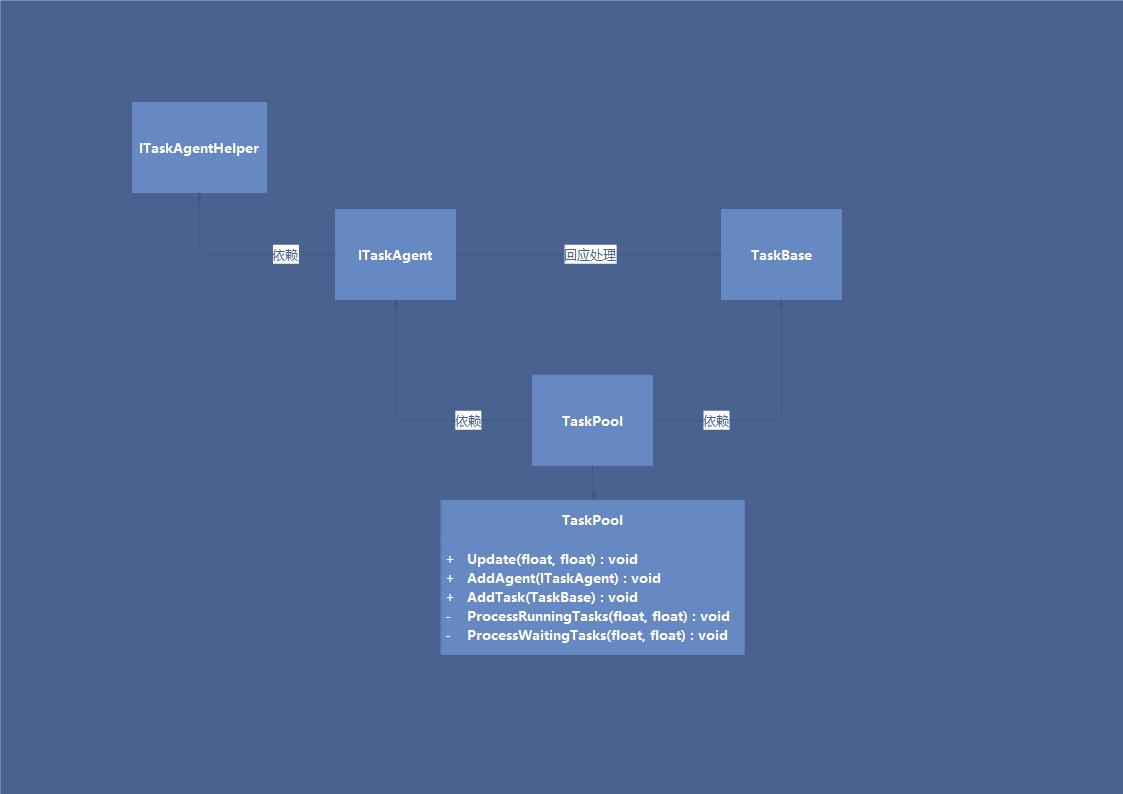 ITaskAgentHelper
依赖
ITaskAgent
回应处理
TaskBase
依赖
TaskPool
依赖
TaskPool
+ Update(float, float) : void
+ AddAgent(ITaskAgent) : void
+ AddTask(TaskBase) : void
- ProcessRunningTasks(float, float) : void
- ProcessWaitingTasks(float, float) : void